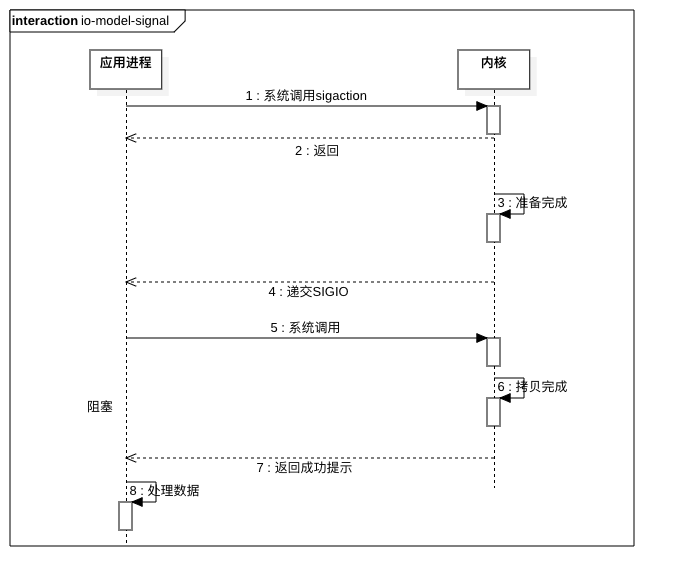 interaction io-model-signal
应用进程
内核
1 : 系统调用sigaction
2 : 返回
3 : 准备完成
4 : 递交SIGIO
5 : 系统调用
6 : 拷贝完成
阻塞
7 : 返回成功提示
8 : 处理数据